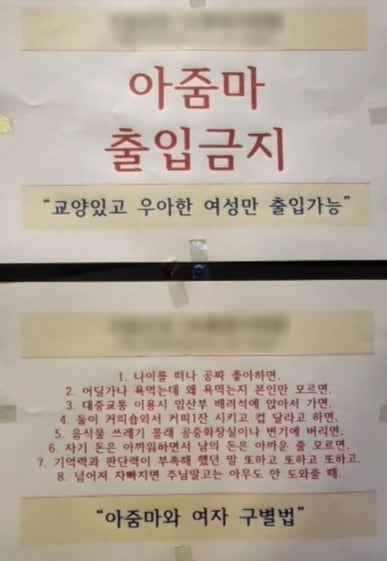 아줌마
출입금지
“교양있고 우아한 여성만 출입가능”
1. 나이를 떠나 공짜 좋아하면,
2. 어딜가나 욕먹는데 왜 욕먹는지 본인만 모르면,
3. 대중교통 이용시 임산부 배려석에 앉아서 가면,
4. 둘이 커피숍와서 커피1잔 시키고 컵 달라고 하면,
5. 음식물 쓰레기 몰래 공중화장실이나 변기에 버리면,
6. 자기 돈은 아까워하면서 남의 돈은 아까운 줄 모르면,
7. 기억력과 판단력이 부족해 했던 말 또하고 또하고 또하고,
8. 넘어져 자빠지면 주님말고는 아무도 안 도와줄 때.
“아줌마와 여자 구별법”